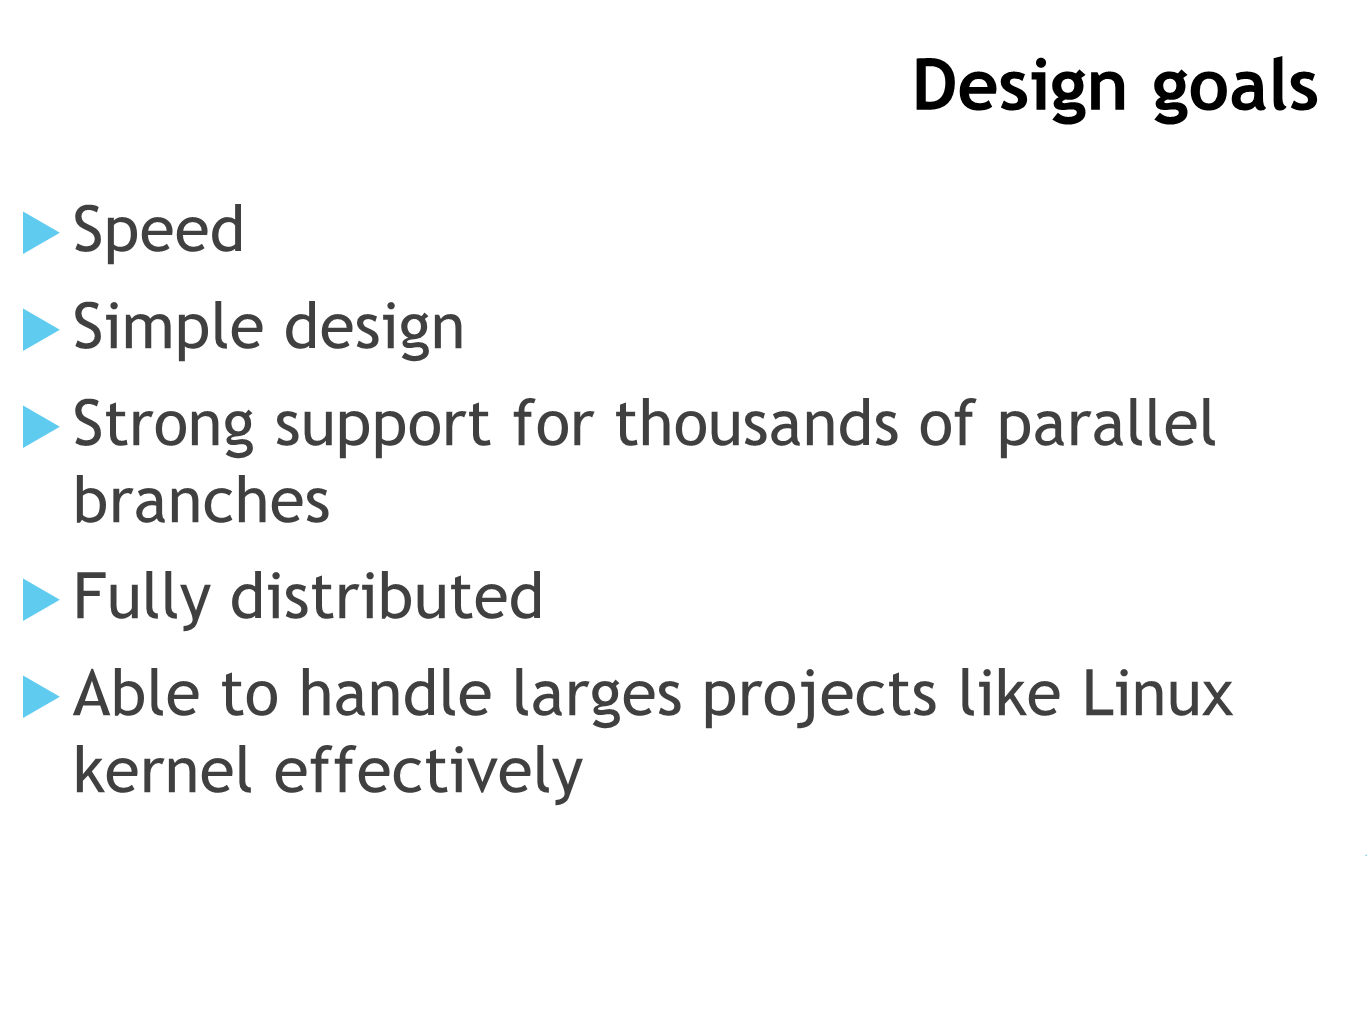 Design goals
Speed
Simple design
Strong support for thousands of parallel
branches
Fully distributed
Able to handle larges projects like Linux
kernel effectively